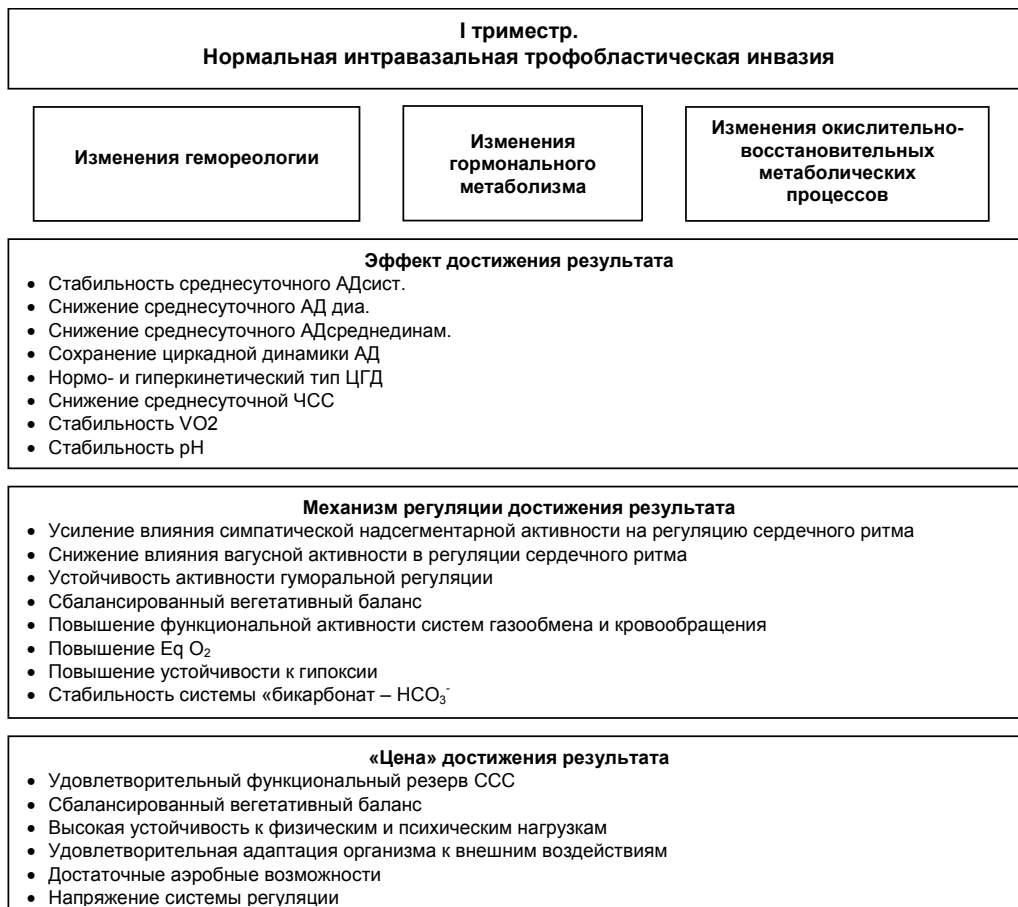 I триместр.
Нормальная интравазальная трофобластическая инвазия
Изменения гемореологии
Изменения
гормонального
метаболизма
Изменения окислительно-
восстановительных
метаболических
процессов
Эффект достижения результата
• Стабильность среднесуточного АДсист.
• Снижение среднесуточного АД диа.
• Снижение среднесуточного АДсреднединам.
• Сохранение циркадной динамики АД
• Нормо- и гиперкинетический тип ЦГД
• Снижение среднесуточной ЧСС
• Стабильность VO2
• Стабильность pH
Механизм регуляции достижения результата
• Усиление влияния симпатической надсегментарной активности на регуляцию сердечного ритма
• Снижение влияния вагусной активности в регуляции сердечного ритма
• Устойчивость активности гуморальной регуляции
• Сбалансированный вегетативный баланс
• Повышение функциональной активности систем газообмена и кровообращения
• Повышение Eq O₂
• Повышение устойчивости к гипоксии
• Стабильность системы «бикарбонат – HCO₃⁻
«Цена» достижения результата
• Удовлетворительный функциональный резерв ССС
• Сбалансированный вегетативный баланс
• Высокая устойчивость к физическим и психическим нагрузкам
• Удовлетворительная адаптация организма к внешним воздействиям
• Достаточные аэробные возможности
• Напряжение системы регуляции